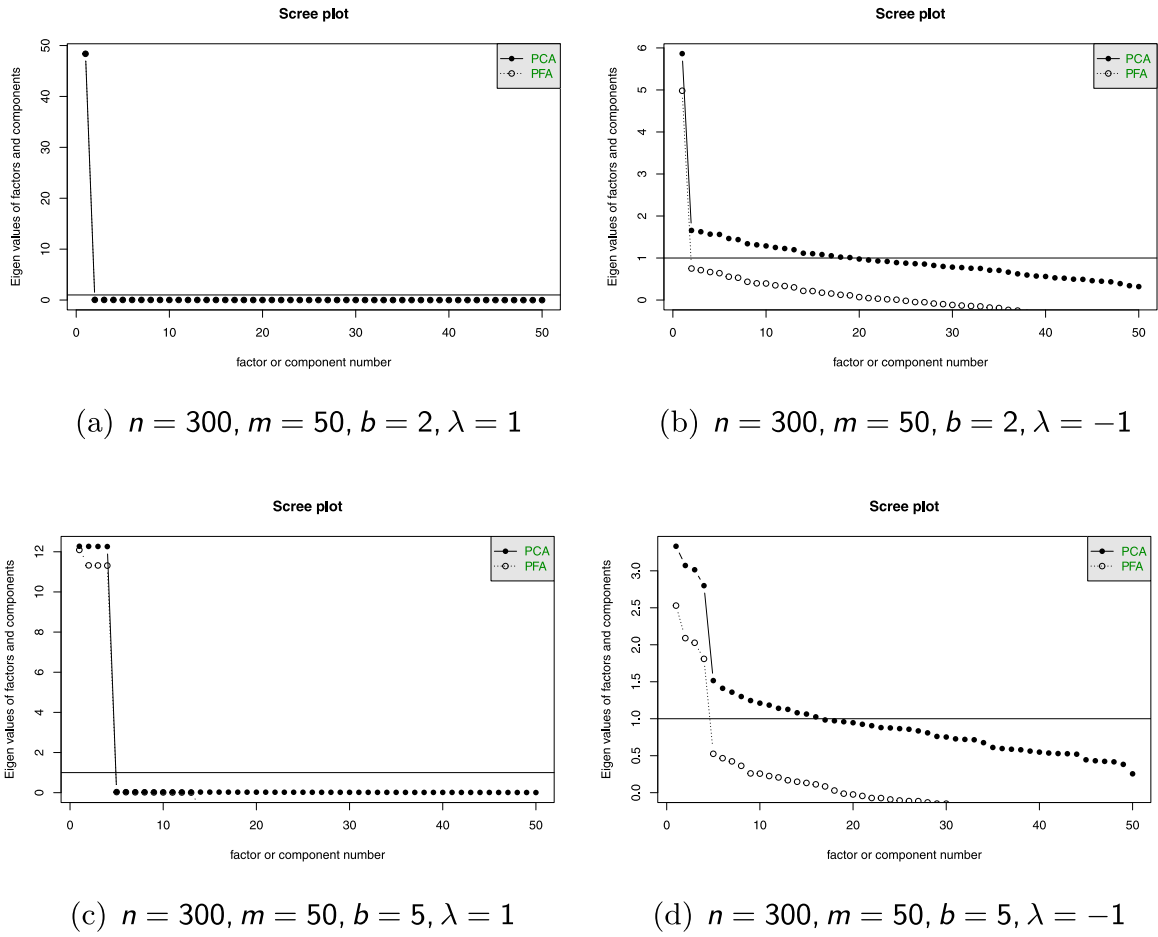 Scree plot
Eigen values of factors and components
50
40
30
20
10
0
PCA
PFA
0 10 20 30 40 50
factor or component number
(a) n = 300, m = 50, b = 2, λ = 1
Scree plot
Eigen values of factors and components
6
5
4
3
2
1
0
PCA
PFA
0 10 20 30 40 50
factor or component number
(b) n = 300, m = 50, b = 2, λ = −1
Scree plot
Eigen values of factors and components
12
10
8
6
4
2
0
PCA
PFA
0 10 20 30 40 50
factor or component number
(c) n = 300, m = 50, b = 5, λ = 1
Scree plot
Eigen values of factors and components
3.0
2.5
2.0
1.5
1.0
0.5
0.0
PCA
PFA
0 10 20 30 40 50
factor or component number
(d) n = 300, m = 50, b = 5, λ = −1